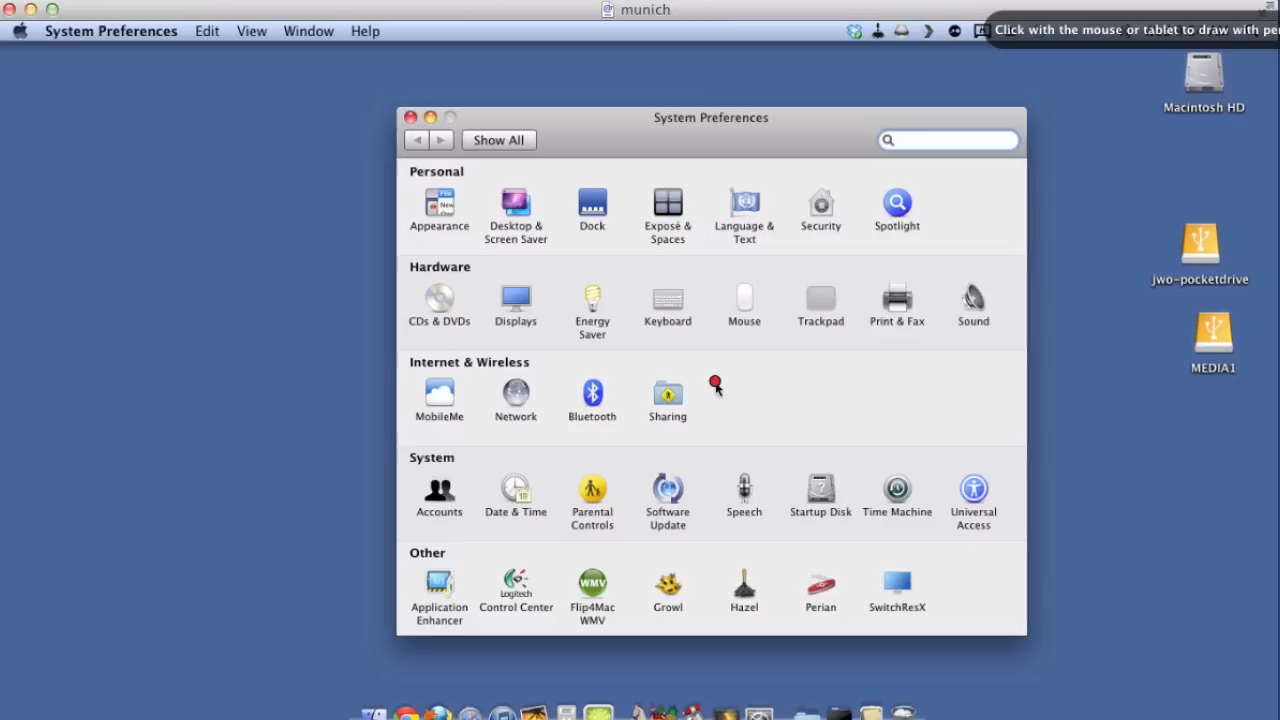 munich
System Preferences Edit View Window Help
Click with the mouse or tablet to draw with pe
Macintosh HD
System Preferences
Show All
Personal
Appearance
Desktop &
Screen Saver
Dock
Exposé &
Spaces
Language &
Text
Security
Spotlight
jwo-pocketdrive
Hardware
CDs & DVDs
Displays
Energy
Saver
Keyboard
Mouse
Trackpad
Print & Fax
Sound
MEDIA1
Internet & Wireless
MobileMe
Network
Bluetooth
Sharing
System
Accounts
Date & Time
Parental
Controls
Software
Update
Speech
Startup Disk
Time Machine
Universal
Access
Other
Application
Enhancer
Logitech
Control Center
WMV
Flip4Mac
WMV
Growl
Hazel
Perian
SwitchResX